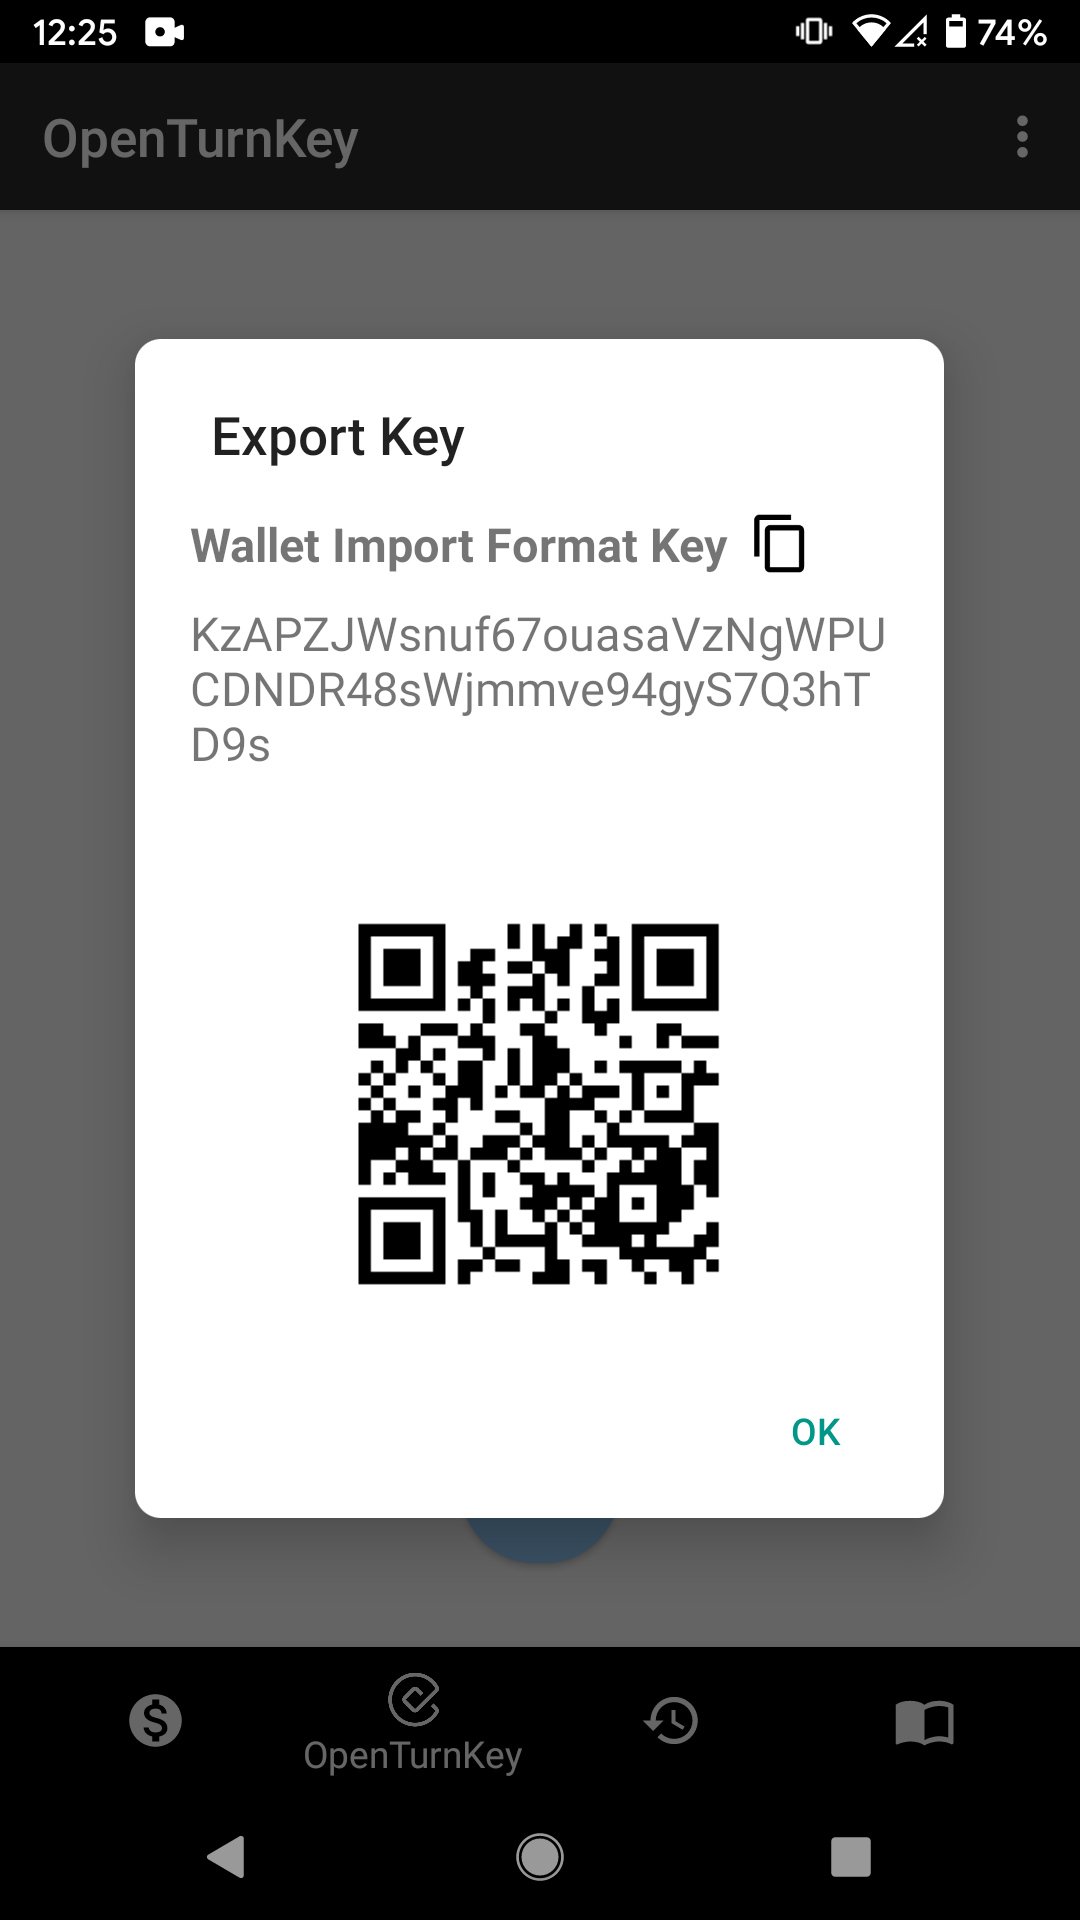 12:25
74%
OpenTurnKey
Export Key
Wallet Import Format Key
KzAPZJWsnuf67ouasaVzNgWPU
CDNDR48sWjmmve94gyS7Q3hT
D9s
OK
OpenTurnKey